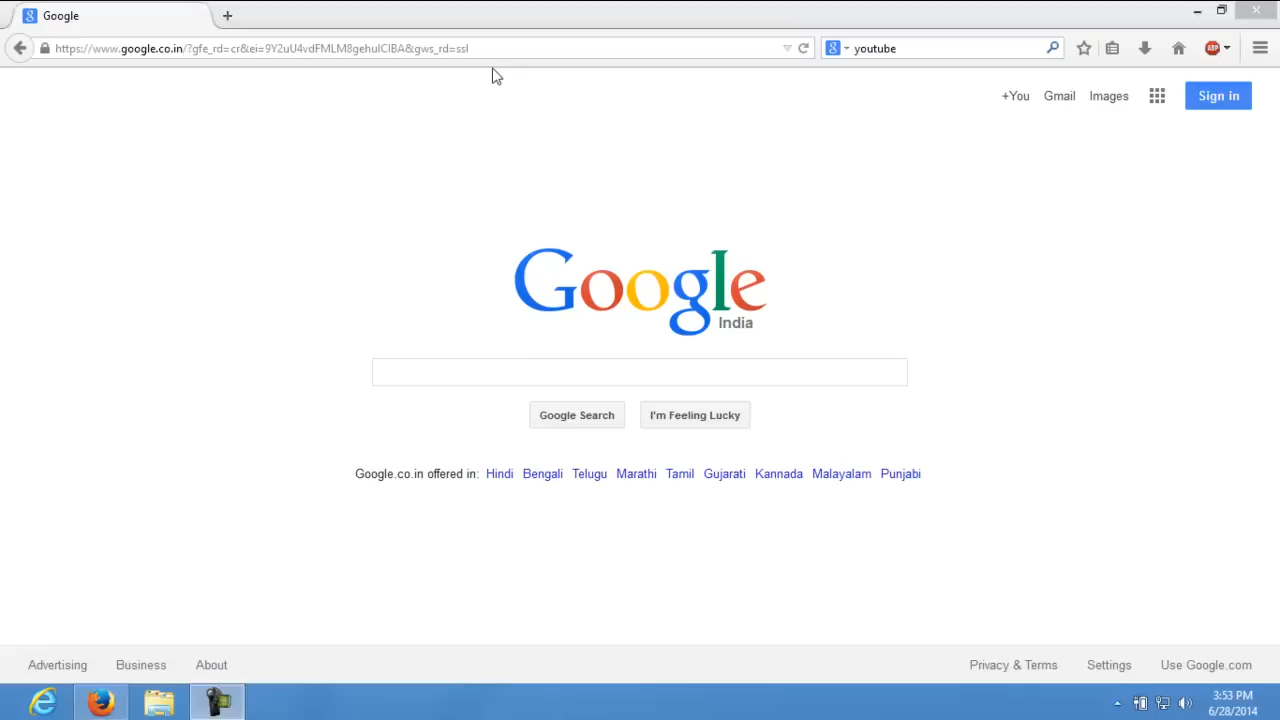 Google
https://www.google.co.in/?gfe_rd=cr&ei=9Y2uU4vdFMLM8gehuICIBA&gws_rd=ssl
youtube
ABP
+You Gmail Images Sign in
Google
India
Google Search I'm Feeling Lucky
Google.co.in offered in: Hindi Bengali Telugu Marathi Tamil Gujarati Kannada Malayalam Punjabi
Advertising Business About Privacy & Terms Settings Use Google.com
3:53 PM
6/28/2014